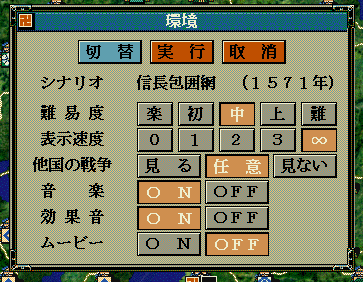 環境
切替 実行 取消
シナリオ 信長包囲網 （１５７１年）
難易度 楽 初 中 上 難
表示速度 0 1 2 3 ∞
他国の戦争 見る 任意 見ない
音楽 ＯＮ ＯＦＦ
効果音 ＯＮ ＯＦＦ
ムービー ＯＮ ＯＦＦ